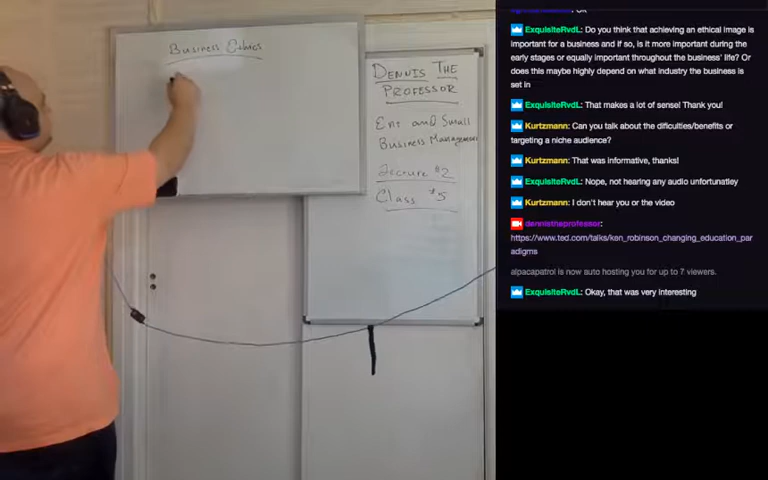 Business Ethics
DENNIS THE
PROFESSOR
Ent and Small
Business Management
Lecture #2
Class #5
ExquisiteRvdL: Do you think that achieving an ethical image is
important for a business and if so, is it more important during the
early stages or equally important throughout the business' life? Or
does this maybe highly depend on what industry the business is
set in
ExquisiteRvdL: That makes a lot of sense! Thank you!
Kurtzmann: Can you talk about the dificulties/benefits or
targeting a niche audience?
Kurtzmann: That was informative, thanks!
ExquisiteRvdL: Nope, not hearing any audio unfortunatley
Kurtzmann: I don't hear you or the video
dennistheprofessor:
https://www.ted.com/talks/ken_robinson_changing_education_par
adigms
alpacapatrol is now auto hosting you for up to 7 viewers.
ExquisiteRvdL: Okay, that was very interesting